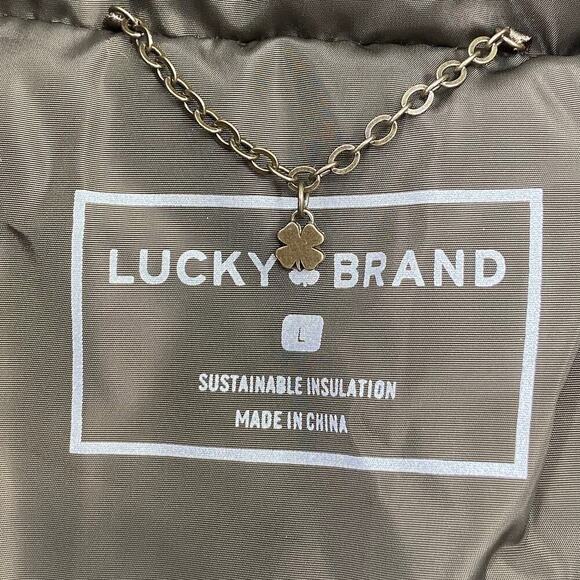 LUCKY BRAND
L
SUSTAINABLE INSULATION
MADE IN CHINA